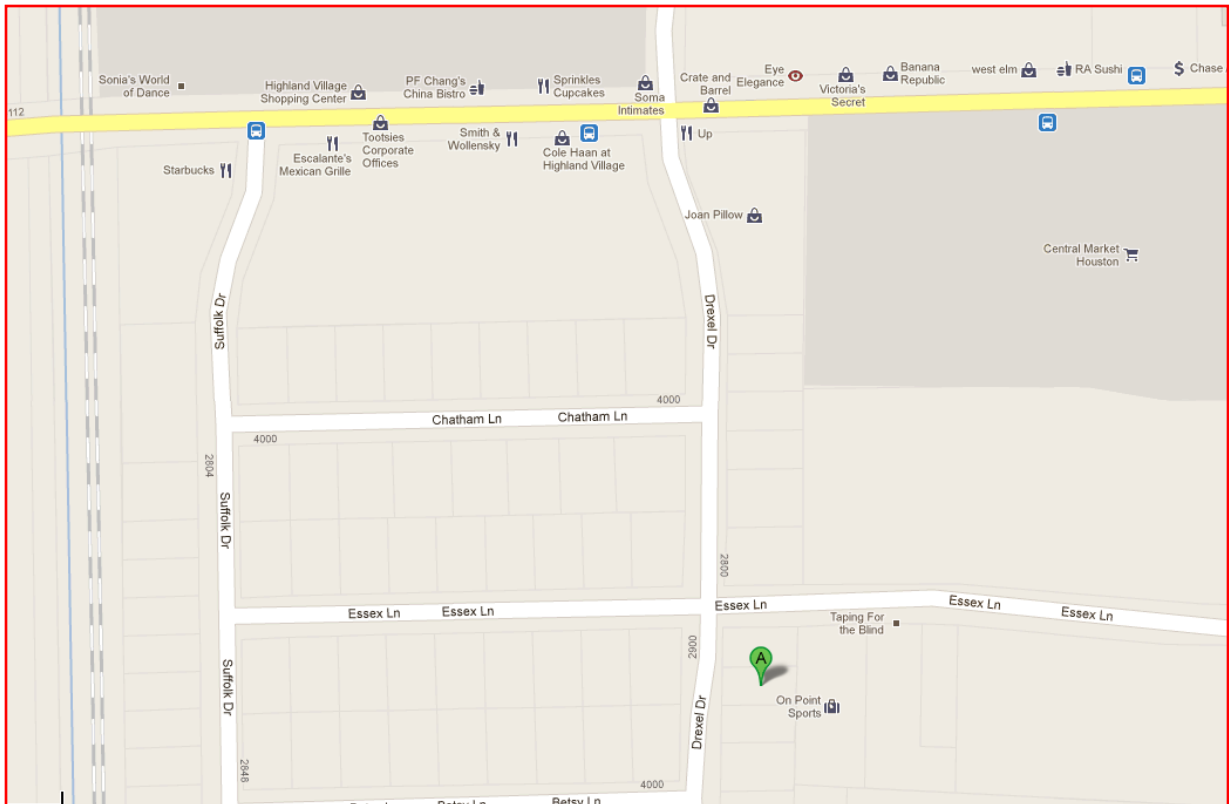 Sonia's World
of Dance
Highland Village
Shopping Center
PF Chang's
China Bistro
Sprinkles
Cupcakes
Soma
Intimates
Crate and
Barrel
Eye
Elegance
Victoria's
Secret
Banana
Republic
west elm
RA Sushi
$ Chase
112
Starbucks
Escalante's
Mexican Grille
Tootsies
Corporate
Offices
Smith &
Wollensky
Cole Haan at
Highland Village
Up
Joan Pillow
Central Market
Houston
Suffolk Dr
Drexel Dr
4000
Chatham Ln
Chatham Ln
4000
2804
Suffolk Dr
2800
Essex Ln
Essex Ln
Essex Ln
Essex Ln
Essex Ln
Taping For
the Blind
2900
A
Suffolk Dr
On Point
Sports
Drexel Dr
2848
4000
Betsy Ln
Betsy Ln